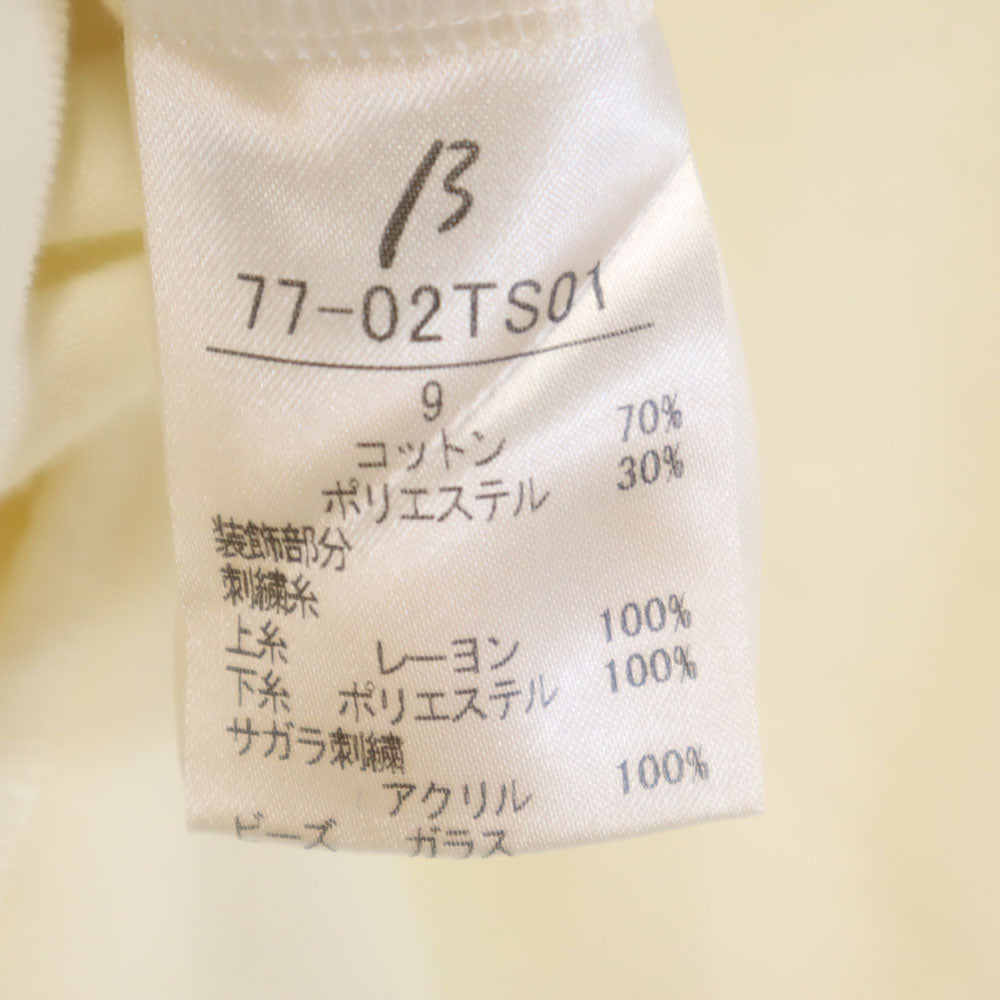 β
77-02TS01
9
コットン 70%
ポリエステル 30%
装飾部分
刺繍糸
上糸 レーヨン 100%
下糸 ポリエステル 100%
サガラ刺繍
アクリル 100%
ビーズ ガラス